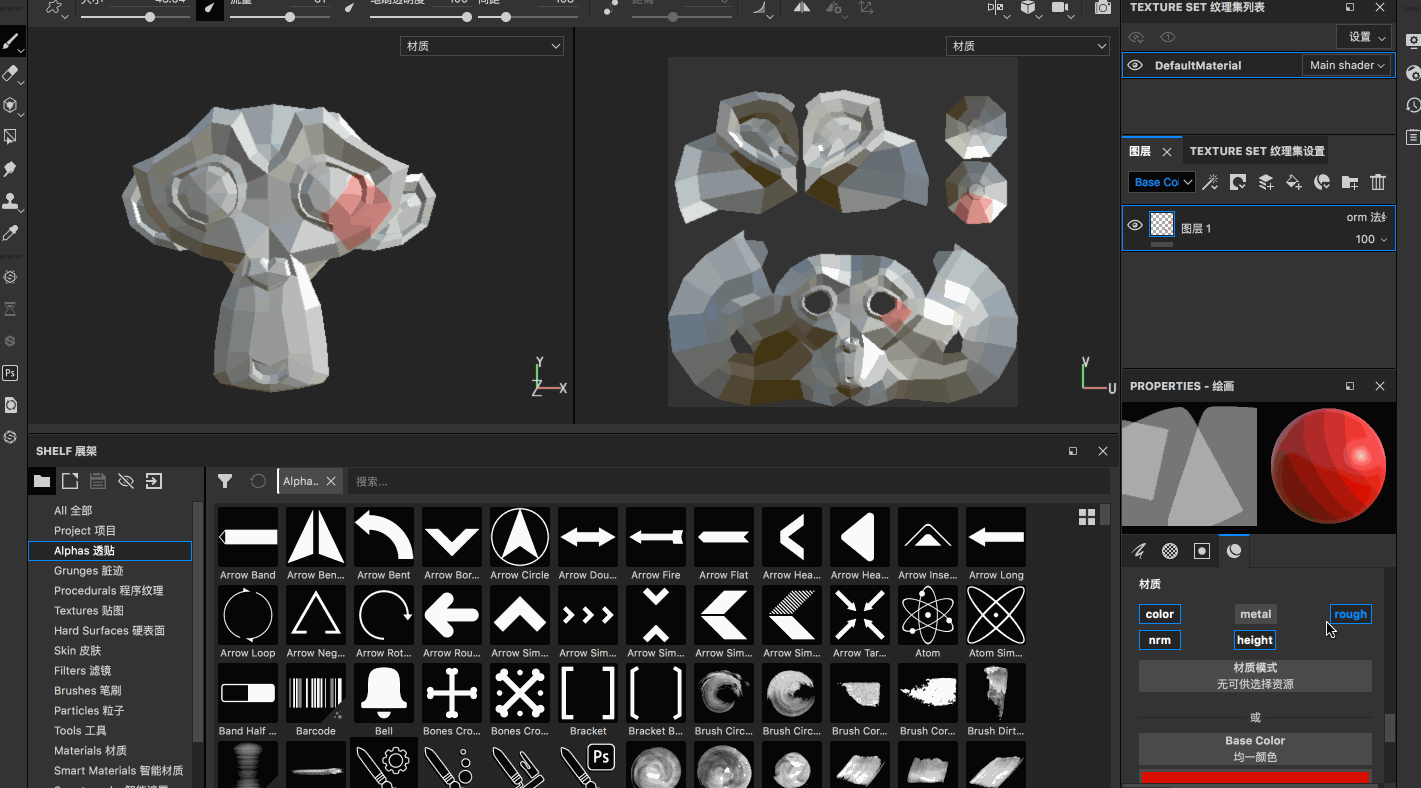 TEXTURE SET 纹理集列表
材质
材质
设置
DefaultMaterial
Main shader
图层
TEXTURE SET 纹理集设置
Base Co
图层 1
100
Y
Z
X
V
U
PROPERTIES - 绘画
SHELF 展架
Alpha..
搜索...
All 全部
Project 项目
Alphas 透贴
Grunges 脏迹
Procedurals 程序纹理
Textures 贴图
Hard Surfaces 硬表面
Skin 皮肤
Filters 滤镜
Brushes 笔刷
Particles 粒子
Tools 工具
Materials 材质
Smart Materials 智能材质
Arrow Band
Arrow Ben...
Arrow Bent
Arrow Bor...
Arrow Circle
Arrow Dou...
Arrow Fire
Arrow Flat
Arrow Hea...
Arrow Hea...
Arrow Inse...
Arrow Long
Arrow Loop
Arrow Neg...
Arrow Rot...
Arrow Rou...
Arrow Sim...
Arrow Sim...
Arrow Sim...
Arrow Sim...
Arrow Sim...
Arrow Tar...
Atom
Atom Sim...
Band Half ...
Barcode
Bell
Bones Cro...
Bones Cro...
Bracket
Bracket B...
Brush Circ...
Brush Circ...
Brush Cor...
Brush Cor...
Brush Dirt...
Ps
Ps
材质
color
metal
rough
nrm
height
材质模式
无可供选择资源
或
Base Color
均一颜色